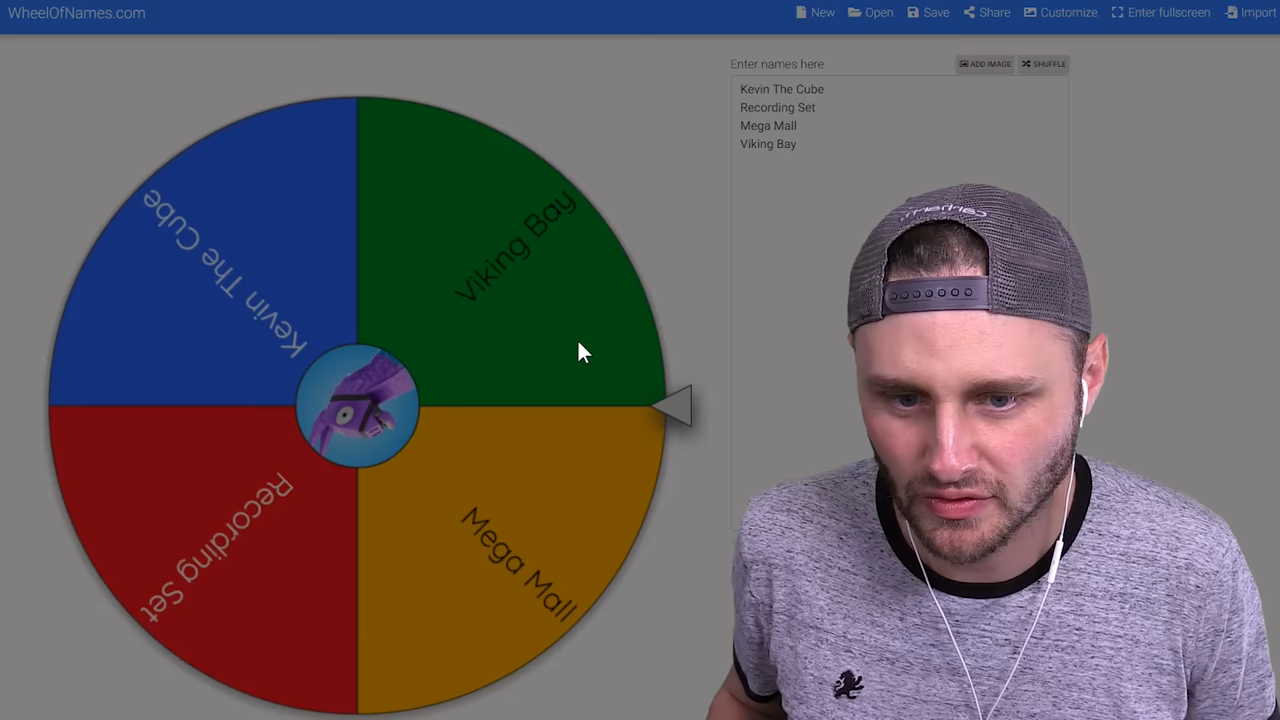 WheelOfNames.com
New
Open
Save
Share
Customize
Enter fullscreen
Import
Enter names here
ADD IMAGE
SHUFFLE
Kevin The Cube
Recording Set
Mega Mall
Viking Bay
Kevin The Cube
Viking Bay
Recording Set
Mega Mall